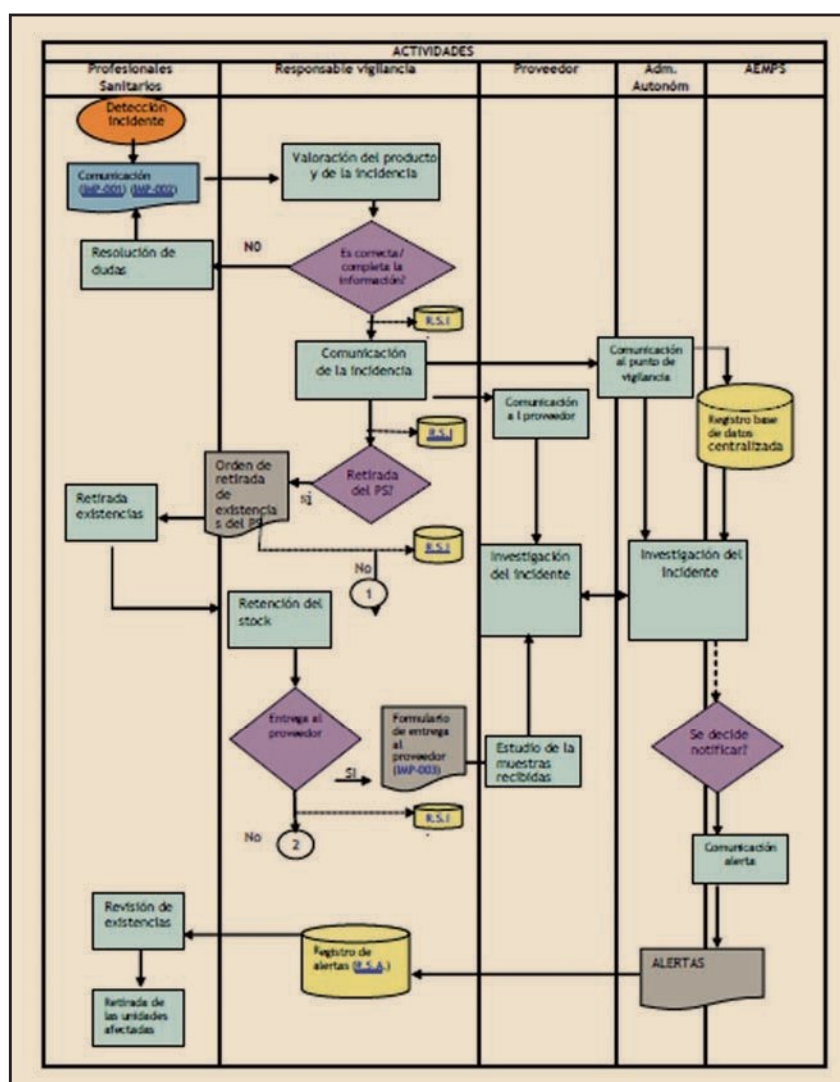 ACTIVIDADES
Profesionales
Sanitarios
Responsable vigilancia
Proveedor
Adm.
Autonóm
AEMPS
Detección
incidente
Comunicación
(IMP-001) (IMP-002)
Valoración del producto
y de la incidencia
Resolución de
dudas
NO
Es correcta/
completa la
información?
R.S.I
Comunicación
de la incidencia
Comunicación
al punto de
vigilancia
Comunicación
a l proveedor
Registro base
de datos
centralizada
R.S.I
Orden de
retirada
de
existencia
s del PS
sí
Retirada
del PS?
Retirada
existencias
R.S.I
No
1
Investigación
del incidente
Investigación del
incidente
Retención del
stock
Entrega al
proveedor
SI
Formulario
de entrega
al
proveedor
(IMP-003)
Estudio de la
muestras
recibidas
Se decide
notificar?
R.S.I
No
2
Comunicación
alerta
Revisión de
existencias
Registro de
alertas (R.S.A.)
ALERTAS
Retirada de
las unidades
afectadas